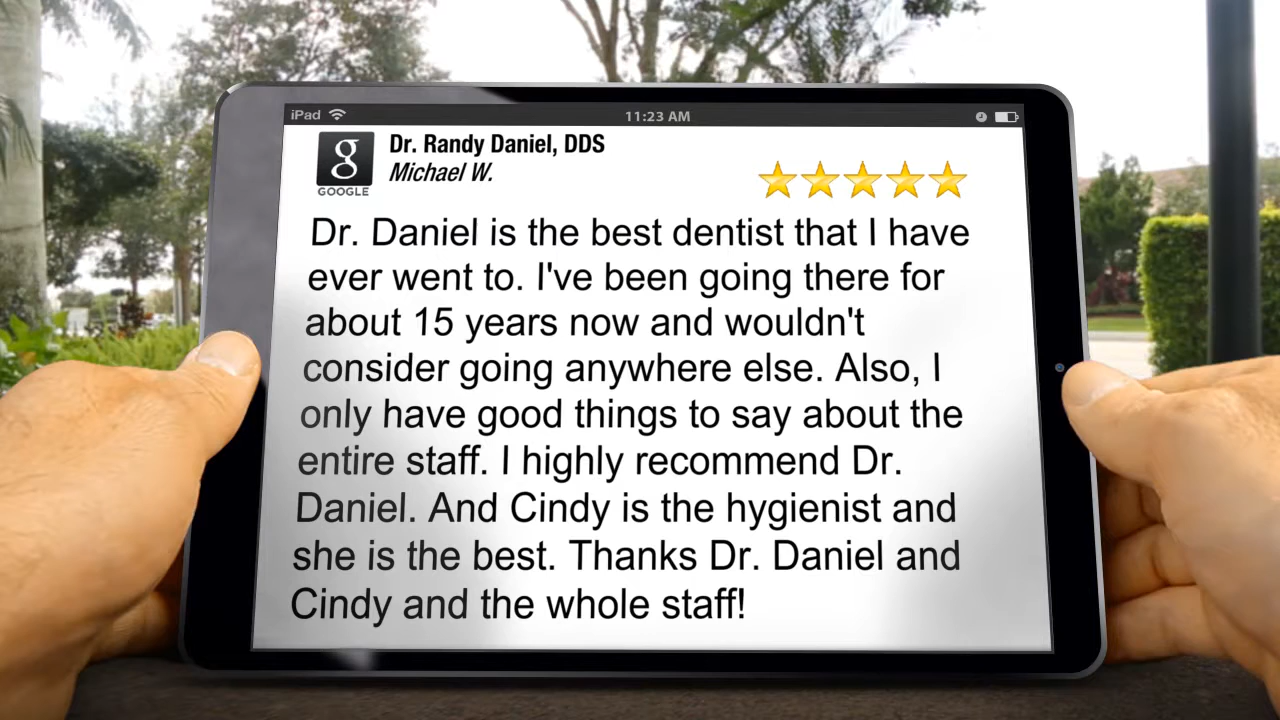 iPad 11:23 AM
g
GOOGLE
Dr. Randy Daniel, DDS
Michael W.
Dr. Daniel is the best dentist that I have
ever went to. I've been going there for
about 15 years now and wouldn't
consider going anywhere else. Also, I
only have good things to say about the
entire staff. I highly recommend Dr.
Daniel. And Cindy is the hygienist and
she is the best. Thanks Dr. Daniel and
Cindy and the whole staff!